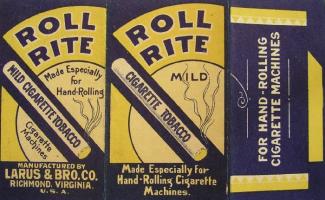 ROLL
RITE
MILD CIGARETTE TOBACCO
Made Especially
for
Hand-Rolling
Cigarette
Machines
MANUFACTURED BY
LARUS & BRO. CO.
RICHMOND, VIRGINIA.
U. S. A.
ROLL
RITE
MILD
CIGARETTE TOBACCO
Made Especially for
Hand-Rolling Cigarette
Machines.
FOR HAND-ROLLING
CIGARETTE MACHINES